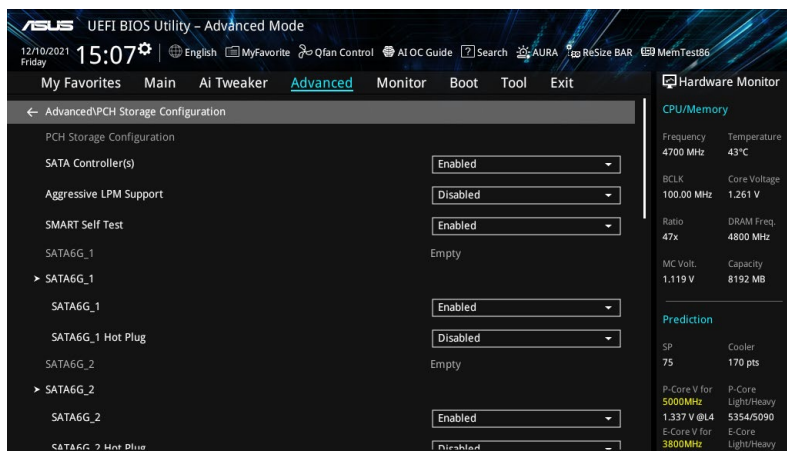 ASUS UEFI BIOS Utility – Advanced Mode
12/10/2021 Friday 15:07 English MyFavorite Qfan Control AI OC Guide ? Search AURA ReSize BAR MemTest86
My Favorites Main Ai Tweaker Advanced Monitor Boot Tool Exit
Hardware Monitor
← Advanced\PCH Storage Configuration
PCH Storage Configuration
SATA Controller(s) Enabled
Aggressive LPM Support Disabled
SMART Self Test Enabled
SATA6G_1 Empty
SATA6G_1
SATA6G_1 Enabled
SATA6G_1 Hot Plug Disabled
SATA6G_2 Empty
SATA6G_2
SATA6G_2 Enabled
SATA6G_2 Hot Plug Disabled
CPU/Memory
Frequency Temperature
4700 MHz 43°C
BCLK Core Voltage
100.00 MHz 1.261 V
Ratio DRAM Freq.
47x 4800 MHz
MC Volt. Capacity
1.119 V 8192 MB
Prediction
SP Cooler
75 170 pts
P-Core V for P-Core
5000MHz Light/Heavy
1.337 V @L4 5354/5090
E-Core V for E-Core
3800MHz Light/Heavy